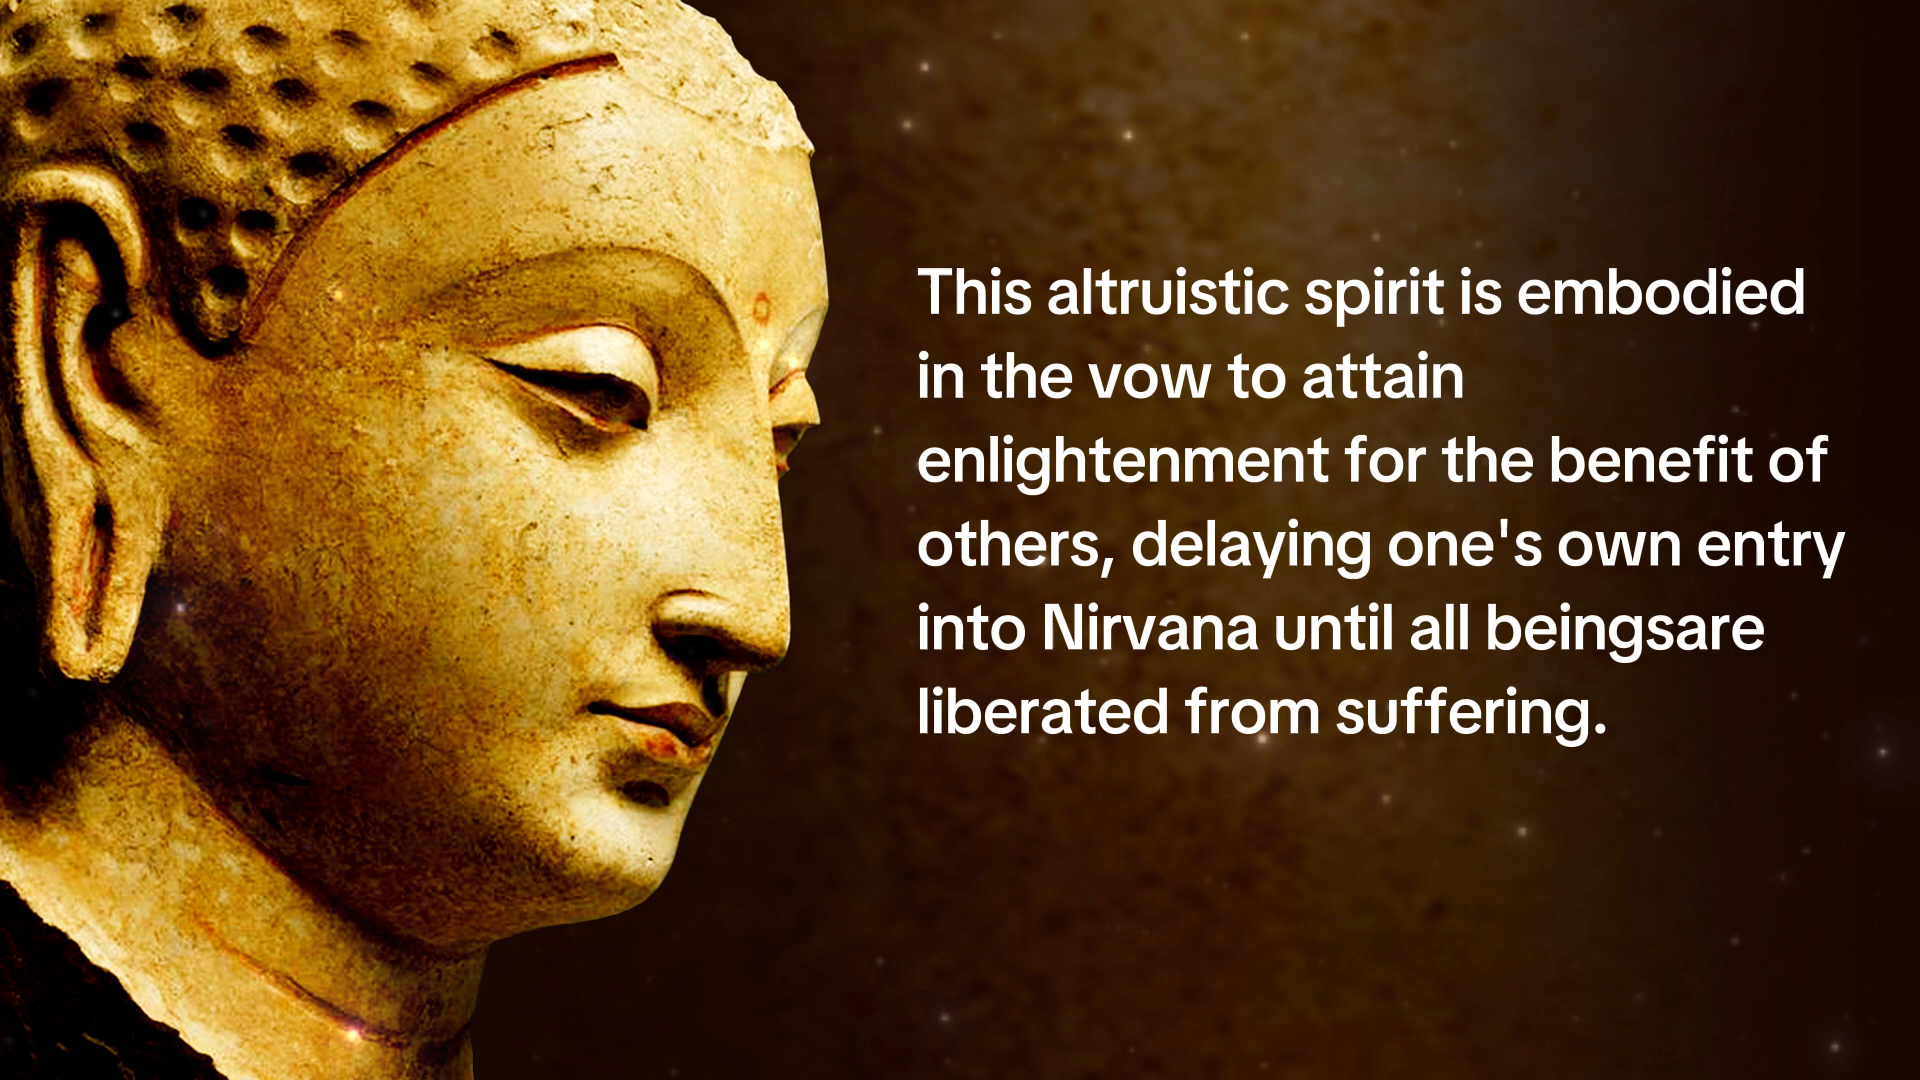 This altruistic spirit is embodied
in the vow to attain
enlightenment for the benefit of
others, delaying one's own entry
into Nirvana until all beingsare
liberated from suffering.